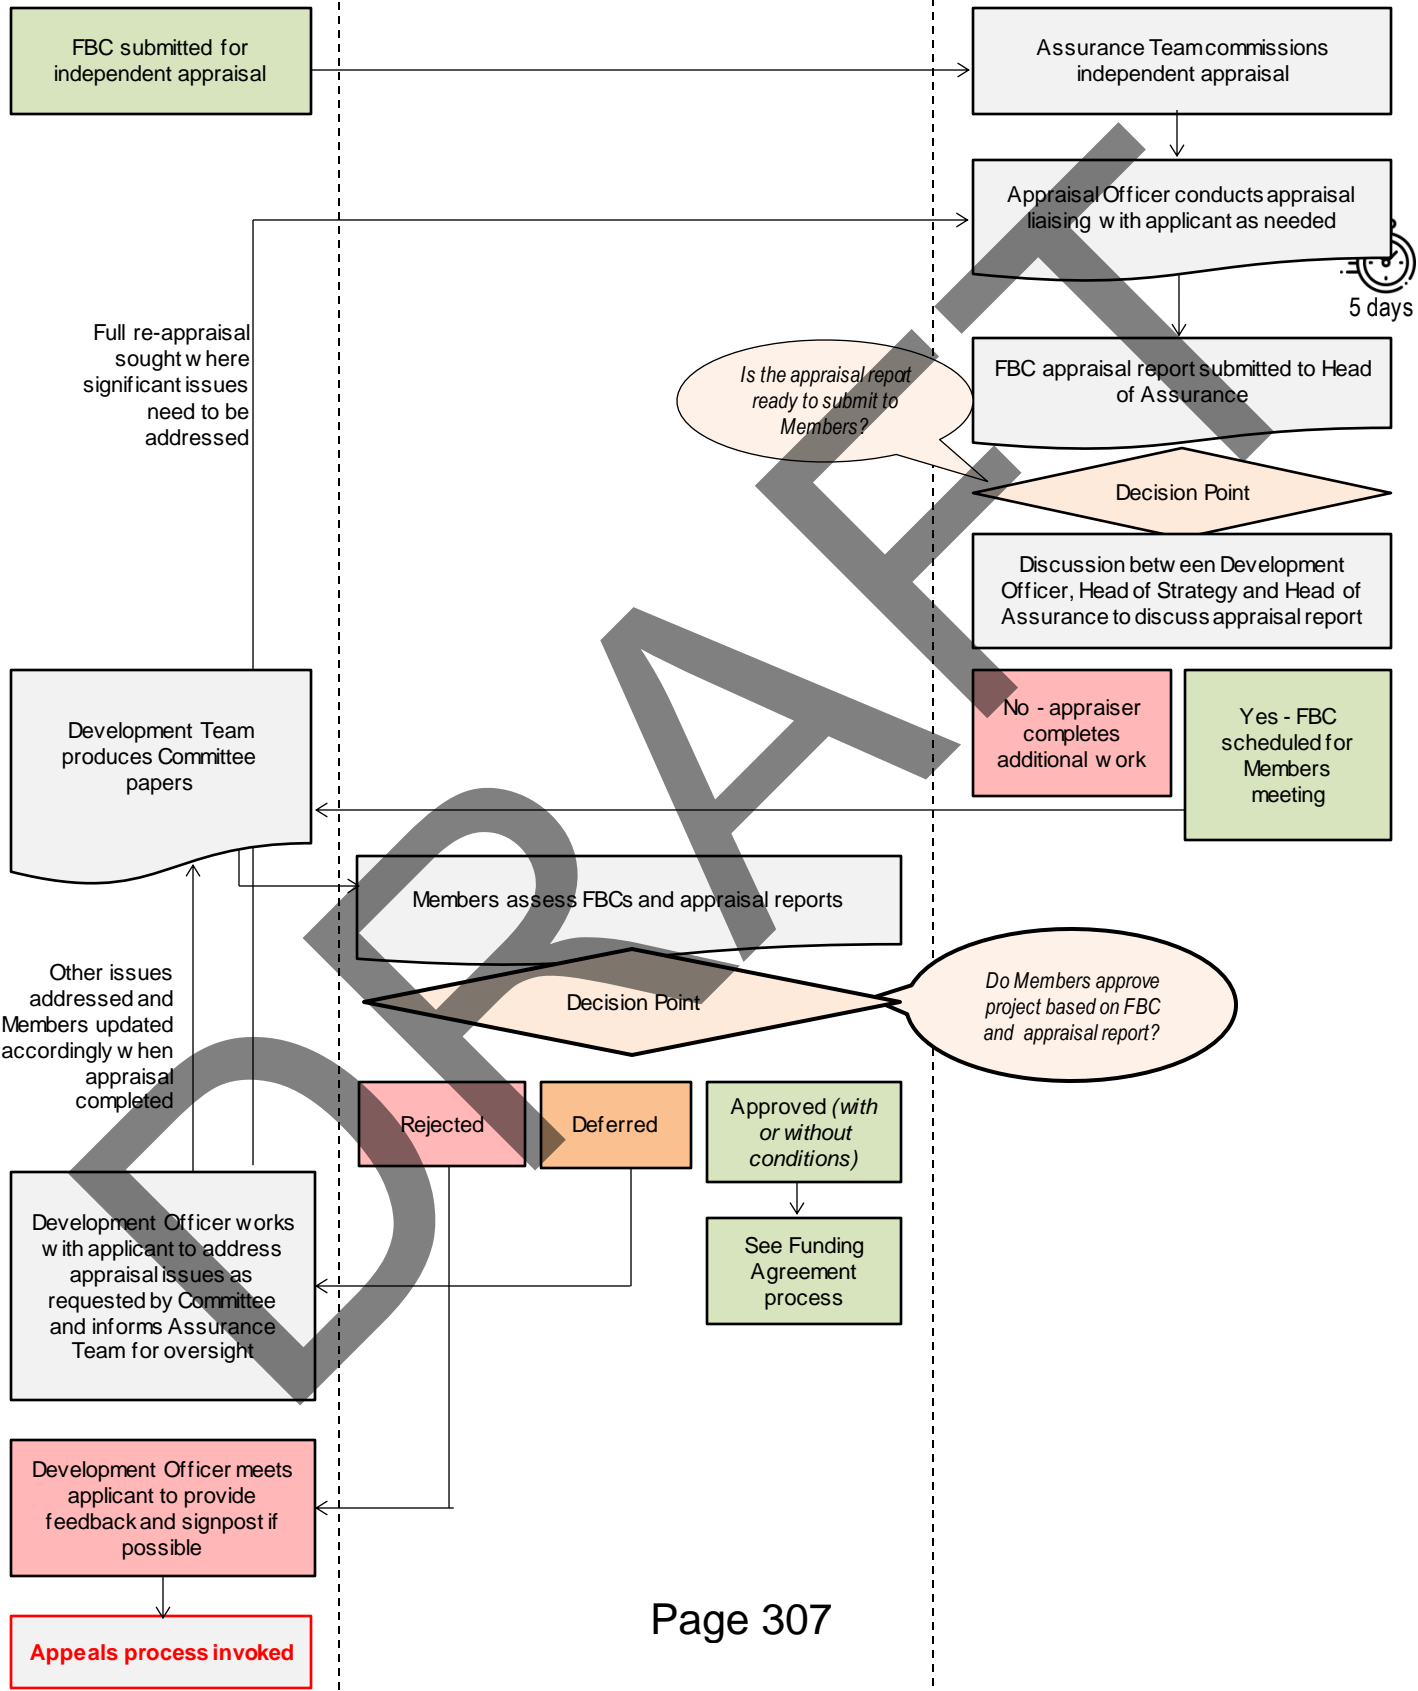 FBC submitted for
independent appraisal
Assurance Team commissions
independent appraisal
Appraisal Officer conducts appraisal
liaising with applicant as needed
5 days
Full re-appraisal
sought where
significant issues
need to be
addressed
Is the appraisal report
ready to submit to
Members?
FBC appraisal report submitted to Head
of Assurance
Decision Point
Discussion between Development
Officer, Head of Strategy and Head of
Assurance to discuss appraisal report
No - appraiser
completes
additional work
Yes - FBC
scheduled for
Members
meeting
Development Team
produces Committee
papers
Members assess FBCs and appraisal reports
Decision Point
Do Members approve
project based on FBC
and appraisal report?
Other issues
addressed and
Members updated
accordingly when
appraisal
completed
Rejected
Deferred
Approved (with
or without
conditions)
See Funding
Agreement
process
Development Officer works
with applicant to address
appraisal issues as
requested by Committee
and informs Assurance
Team for oversight
Development Officer meets
applicant to provide
feedback and signpost if
possible
Appeals process invoked
Page 307
DRAFT